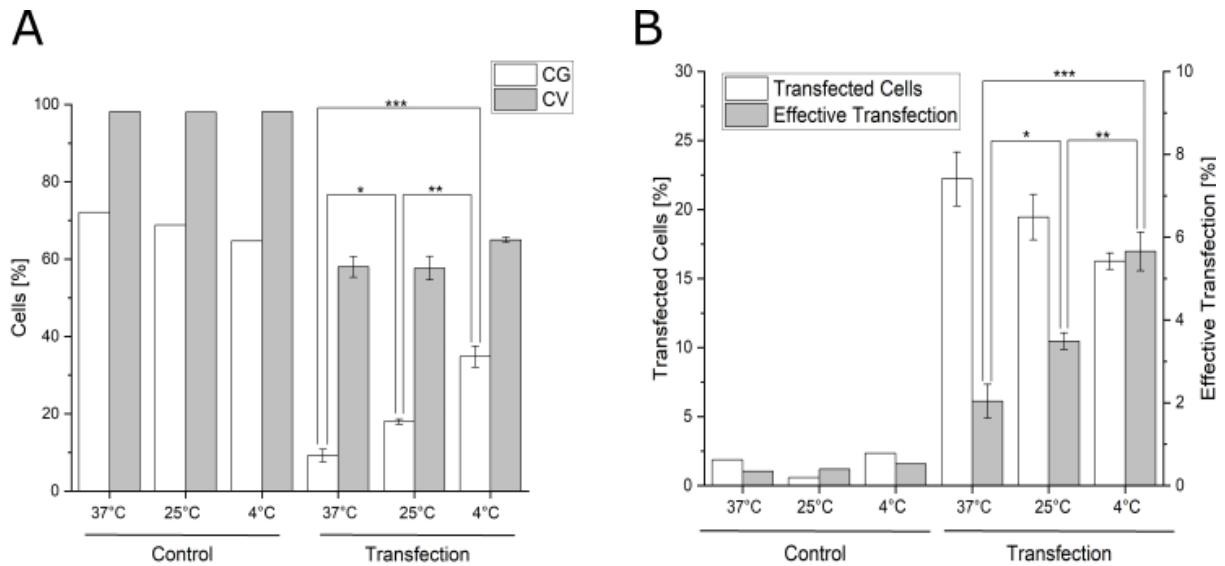 A
CG
CV
100
80
60
40
20
0
Cells [%]
***
*
**
37°C
25°C
4°C
37°C
25°C
4°C
Control
Transfection
B
Transfected Cells
Effective Transfection
30
25
20
15
10
5
0
Transfected Cells [%]
10
8
6
4
2
0
Effective Transfection [%]
***
*
**
37°C
25°C
4°C
37°C
25°C
4°C
Control
Transfection